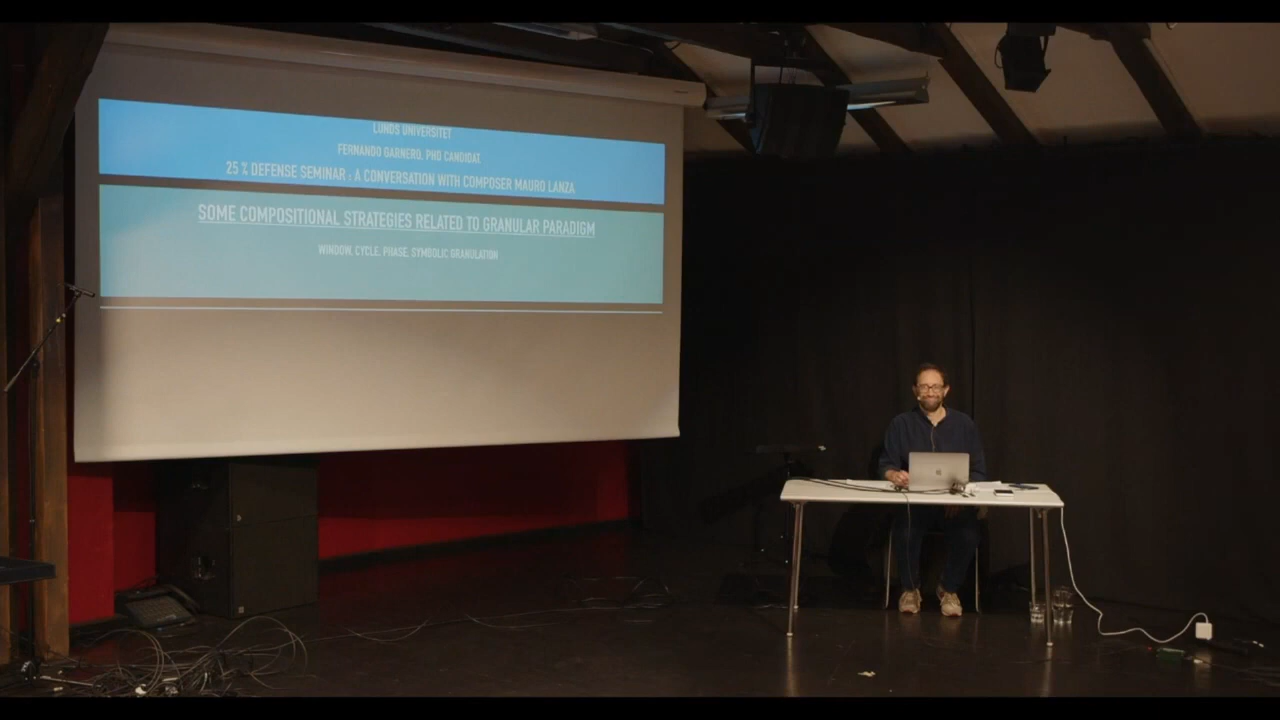 LUNDS UNIVERSITET
FERNANDO GARNERO, PHD CANDIDAT,
25 % DEFENSE SEMINAR : A CONVERSATION WITH COMPOSER MAURO LANZA
SOME COMPOSITIONAL STRATEGIES RELATED TO GRANULAR PARADIGM
WINDOW, CYCLE, PHASE, SYMBOLIC GRANULATION